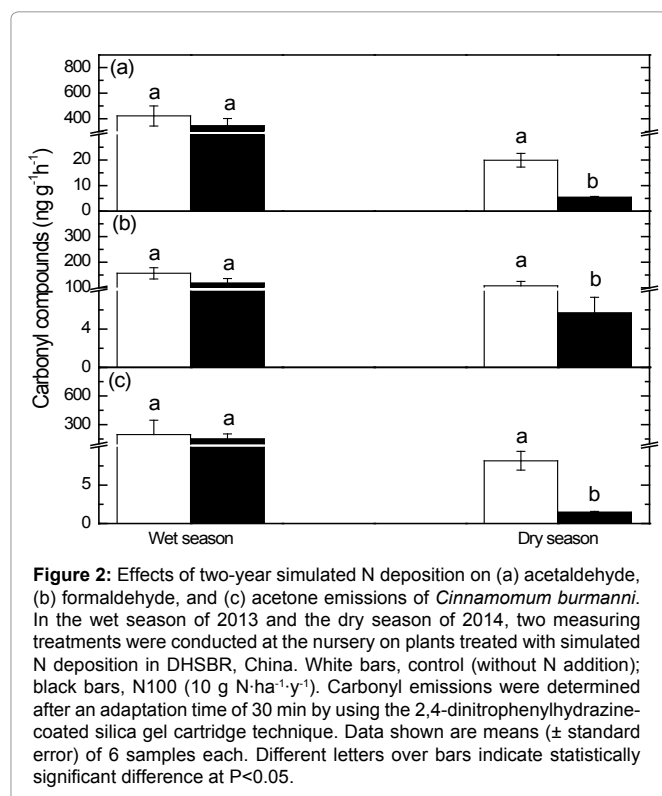 Carbonyl compounds (ng g⁻¹h⁻¹)
(a)
800
600
400
20
10
0
a
a
a
b
(b)
300
200
100
4
0
a
a
a
b
(c)
600
300
5
0
a
a
a
b
Wet season
Dry season
Figure 2: Effects of two-year simulated N deposition on (a) acetaldehyde,
(b) formaldehyde, and (c) acetone emissions of Cinnamomum burmanni.
In the wet season of 2013 and the dry season of 2014, two measuring
treatments were conducted at the nursery on plants treated with simulated
N deposition in DHSBR, China. White bars, control (without N addition);
black bars, N100 (10 g N·ha⁻¹·y⁻¹). Carbonyl emissions were determined
after an adaptation time of 30 min by using the 2,4-dinitrophenylhydrazine-
coated silica gel cartridge technique. Data shown are means (± standard
error) of 6 samples each. Different letters over bars indicate statistically
significant difference at P<0.05.